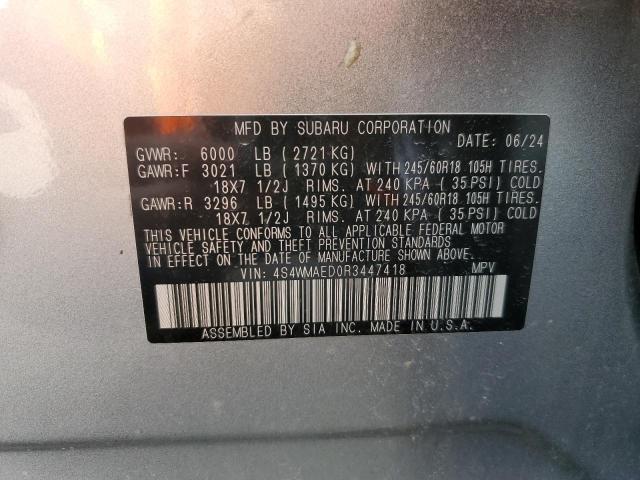 MFD BY SUBARU CORPORATION DATE: 06/24
GVWR: 6000 LB (2721 KG)
GAWR:F 3021 LB (1370 KG) WITH 245/60R18 105H TIRES.
18X7 1/2J RIMS. AT 240 KPA (35 PSI) COLD
GAWR:R 3296 LB (1495 KG) WITH 245/60R18 105H TIRES.
18X7 1/2J RIMS. AT 240 KPA (35 PSI) COLD
THIS VEHICLE CONFORMS TO ALL APPLICABLE FEDERAL MOTOR
VEHICLE SAFETY AND THEFT PREVENTION STANDARDS
IN EFFECT ON THE DATE OF MANUFACTURE SHOWN ABOVE.
VIN: 4S4WMAED0R3447418 MPV
ASSEMBLED BY SIA INC. MADE IN U.S.A.